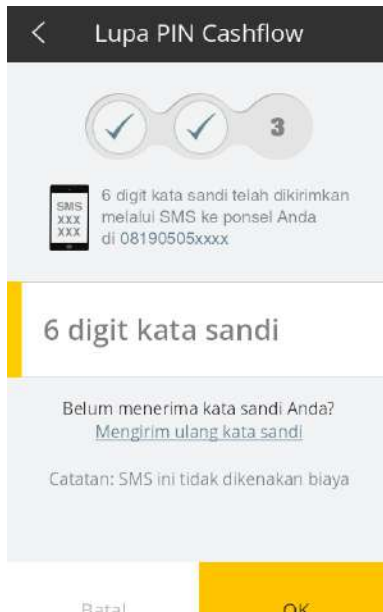 Lupa PIN Cashflow
3
SMS
XXX
XXX
6 digit kata sandi telah dikirimkan
melalui SMS ke ponsel Anda
di 08190505xxxx
6 digit kata sandi
Belum menerima kata sandi Anda?
Mengirim ulang kata sandi
Catatan: SMS ini tidak dikenakan biaya
Batal
OK